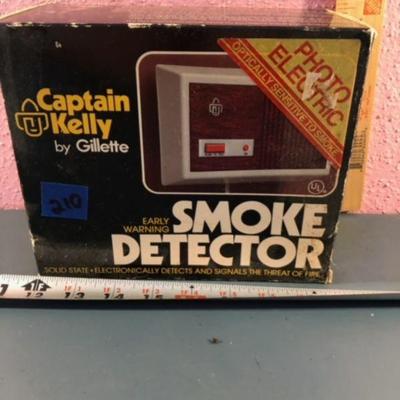 Captain
Kelly
by Gillette
PHOTO
ELECTRIC
OPTICALLY SENSITIVE TO SMOKE
UL
210
EARLY
WARNING
SMOKE
DETECTOR
SOLID STATE • ELECTRONICALLY DETECTS AND SIGNALS THE THREAT OF FIRE
12 13 14 15